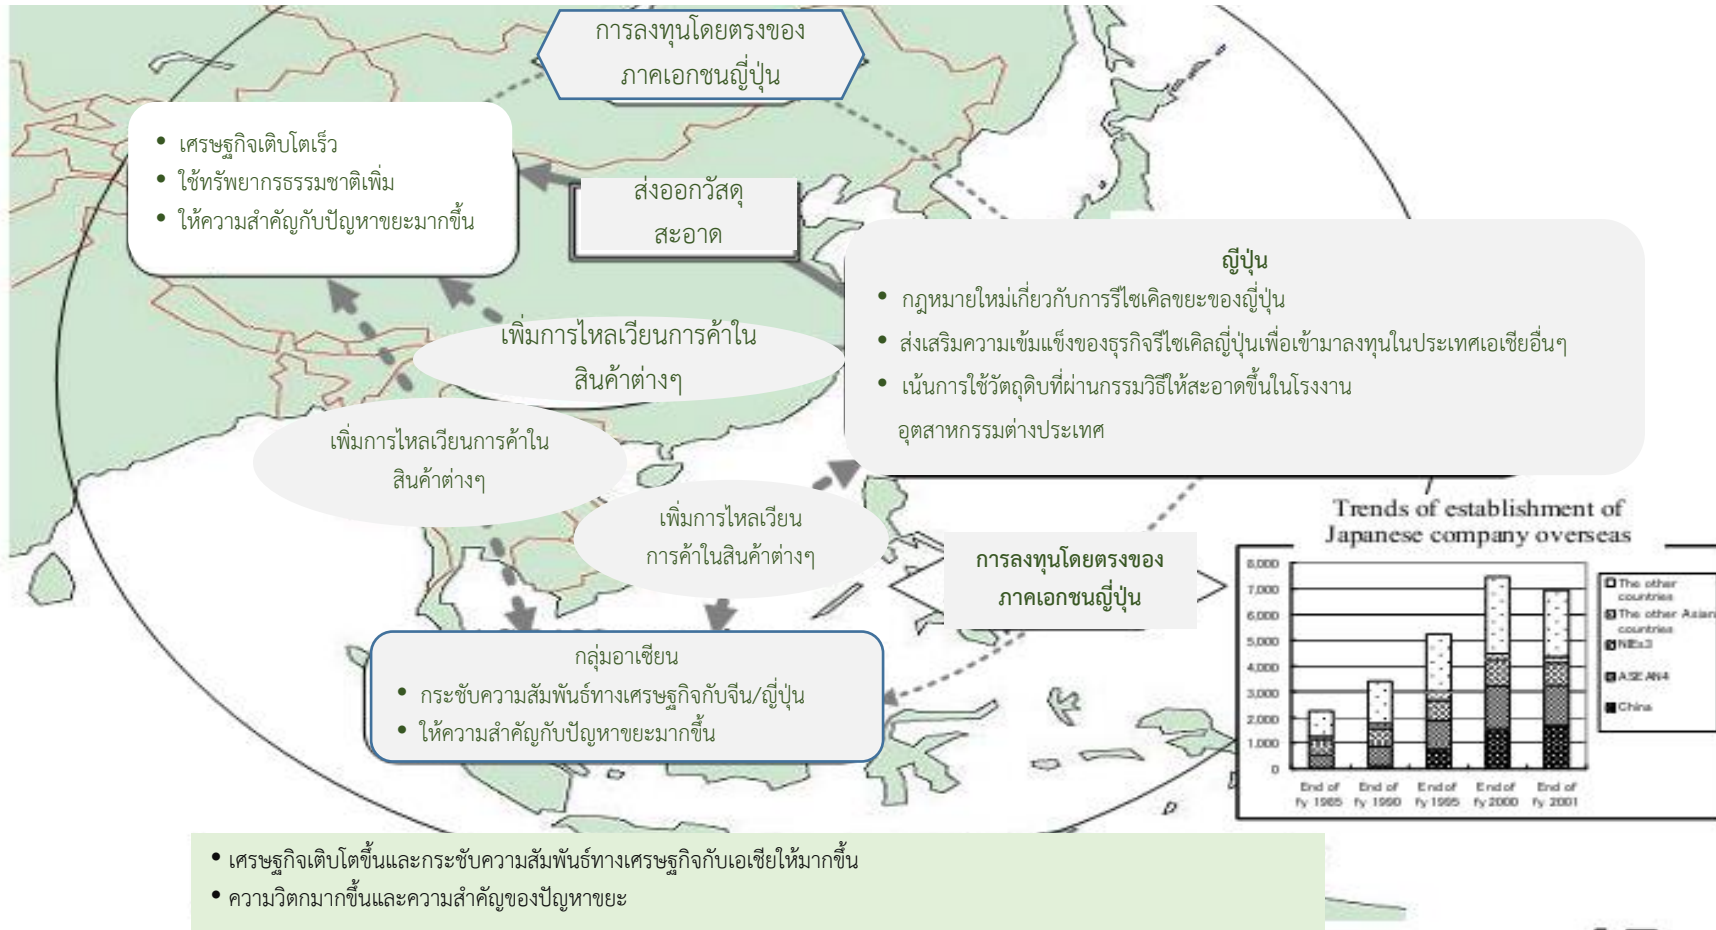 การลงทุนโดยตรงของ
ภาคเอกชนญี่ปุ่น
• เศรษฐกิจเติบโตเร็ว
• ใช้ทรัพยากรธรรมชาติเพิ่ม
• ให้ความสำคัญกับปัญหาขยะมากขึ้น
ส่งออกวัสดุ
สะอาด
ญี่ปุ่น
• กฎหมายใหม่เกี่ยวกับการรีไซเคิลขยะของญี่ปุ่น
• ส่งเสริมความเข้มแข็งของธุรกิจรีไซเคิลญี่ปุ่นเพื่อเข้ามาลงทุนในประเทศเอเชียอื่นๆ
• เน้นการใช้วัตถุดิบที่ผ่านกรรมวิธีให้สะอาดขึ้นในโรงงาน
อุตสาหกรรมต่างประเทศ
เพิ่มการไหลเวียนการค้าใน
สินค้าต่างๆ
เพิ่มการไหลเวียนการค้าใน
สินค้าต่างๆ
เพิ่มการไหลเวียน
การค้าในสินค้าต่างๆ
การลงทุนโดยตรงของ
ภาคเอกชนญี่ปุ่น
กลุ่มอาเซียน
• กระชับความสัมพันธ์ทางเศรษฐกิจกับจีน/ญี่ปุ่น
• ให้ความสำคัญกับปัญหาขยะมากขึ้น
Trends of establishment of
Japanese company overseas
8,000
7,000
6,000
5,000
4,000
3,000
2,000
1,000
0
End of fy 1985
End of fy 1990
End of fy 1995
End of fy 2000
End of fy 2001
The other
countries
The other Asian
countries
NIEs3
ASEAN4
China
• เศรษฐกิจเติบโตขึ้นและกระชับความสัมพันธ์ทางเศรษฐกิจกับเอเชียให้มากขึ้น
• ความวิตกมากขึ้นและความสำคัญของปัญหาขยะ